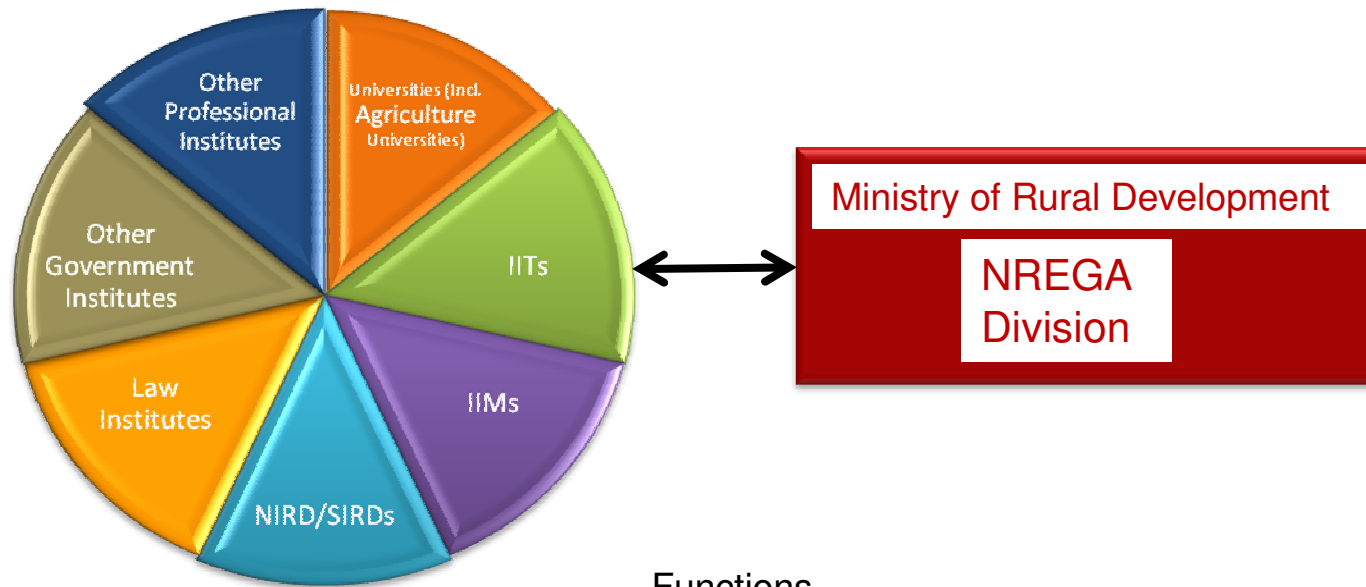 Other
Professional
Institutes
Universities (Incl.
Agriculture
Universities)
IITs
IIMs
NIRD/SIRDs
Law
Institutes
Other
Government
Institutes
Ministry of Rural Development
NREGA
Division
Functions